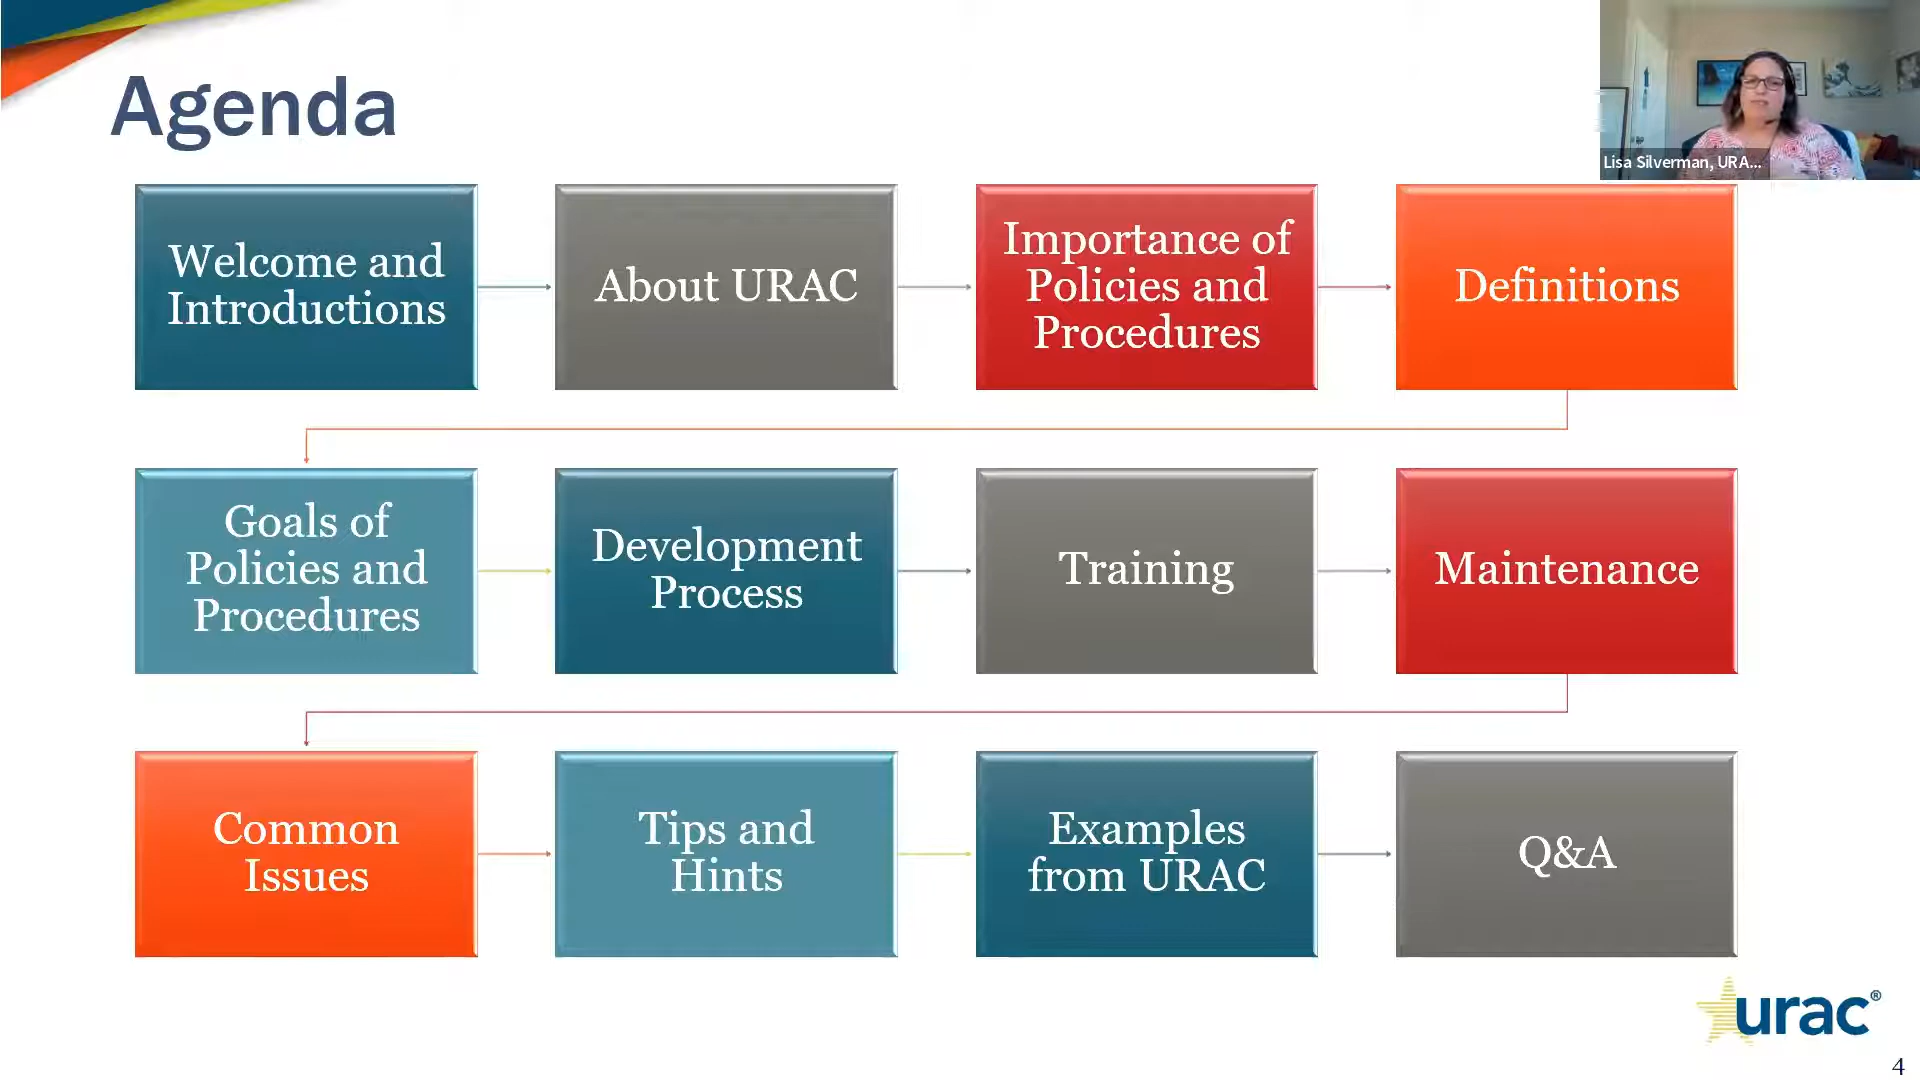 Agenda
Lisa Silverman, URA...
Welcome and
Introductions
About URAC
Importance of
Policies and
Procedures
Definitions
Goals of
Policies and
Procedures
Development
Process
Training
Maintenance
Common
Issues
Tips and
Hints
Examples
from URAC
Q&A
urac®
4